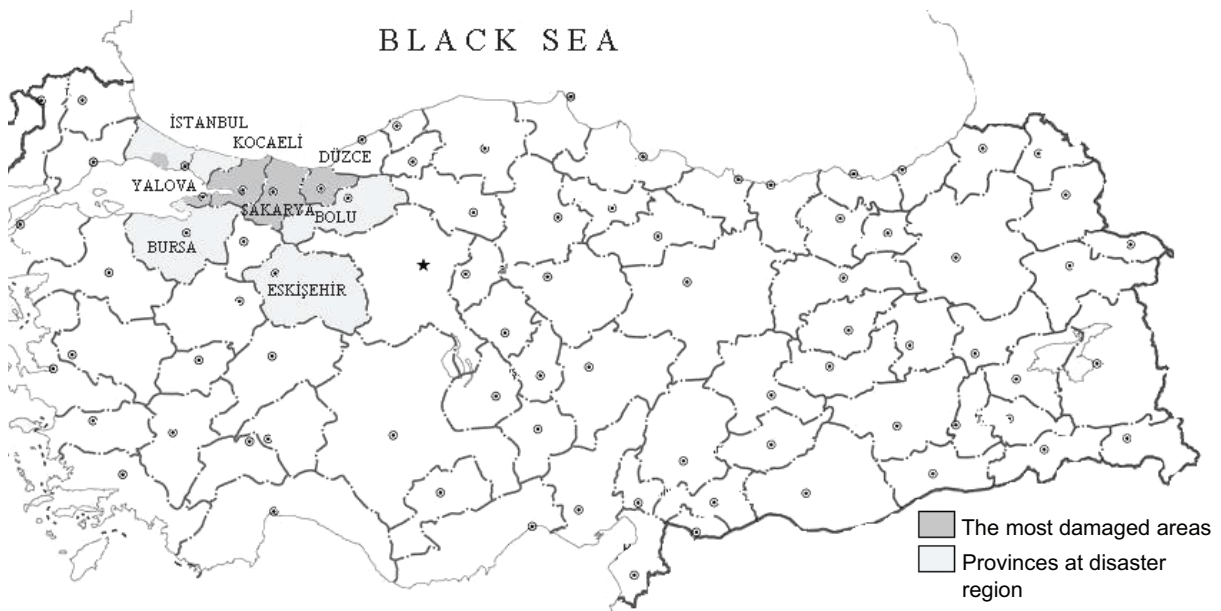 BLACK SEA
İSTANBUL
KOCAELİ
DÜZCE
YALOVA
SAKARYA
BOLU
BURSA
ESKİŞEHİR
The most damaged areas
Provinces at disaster
region